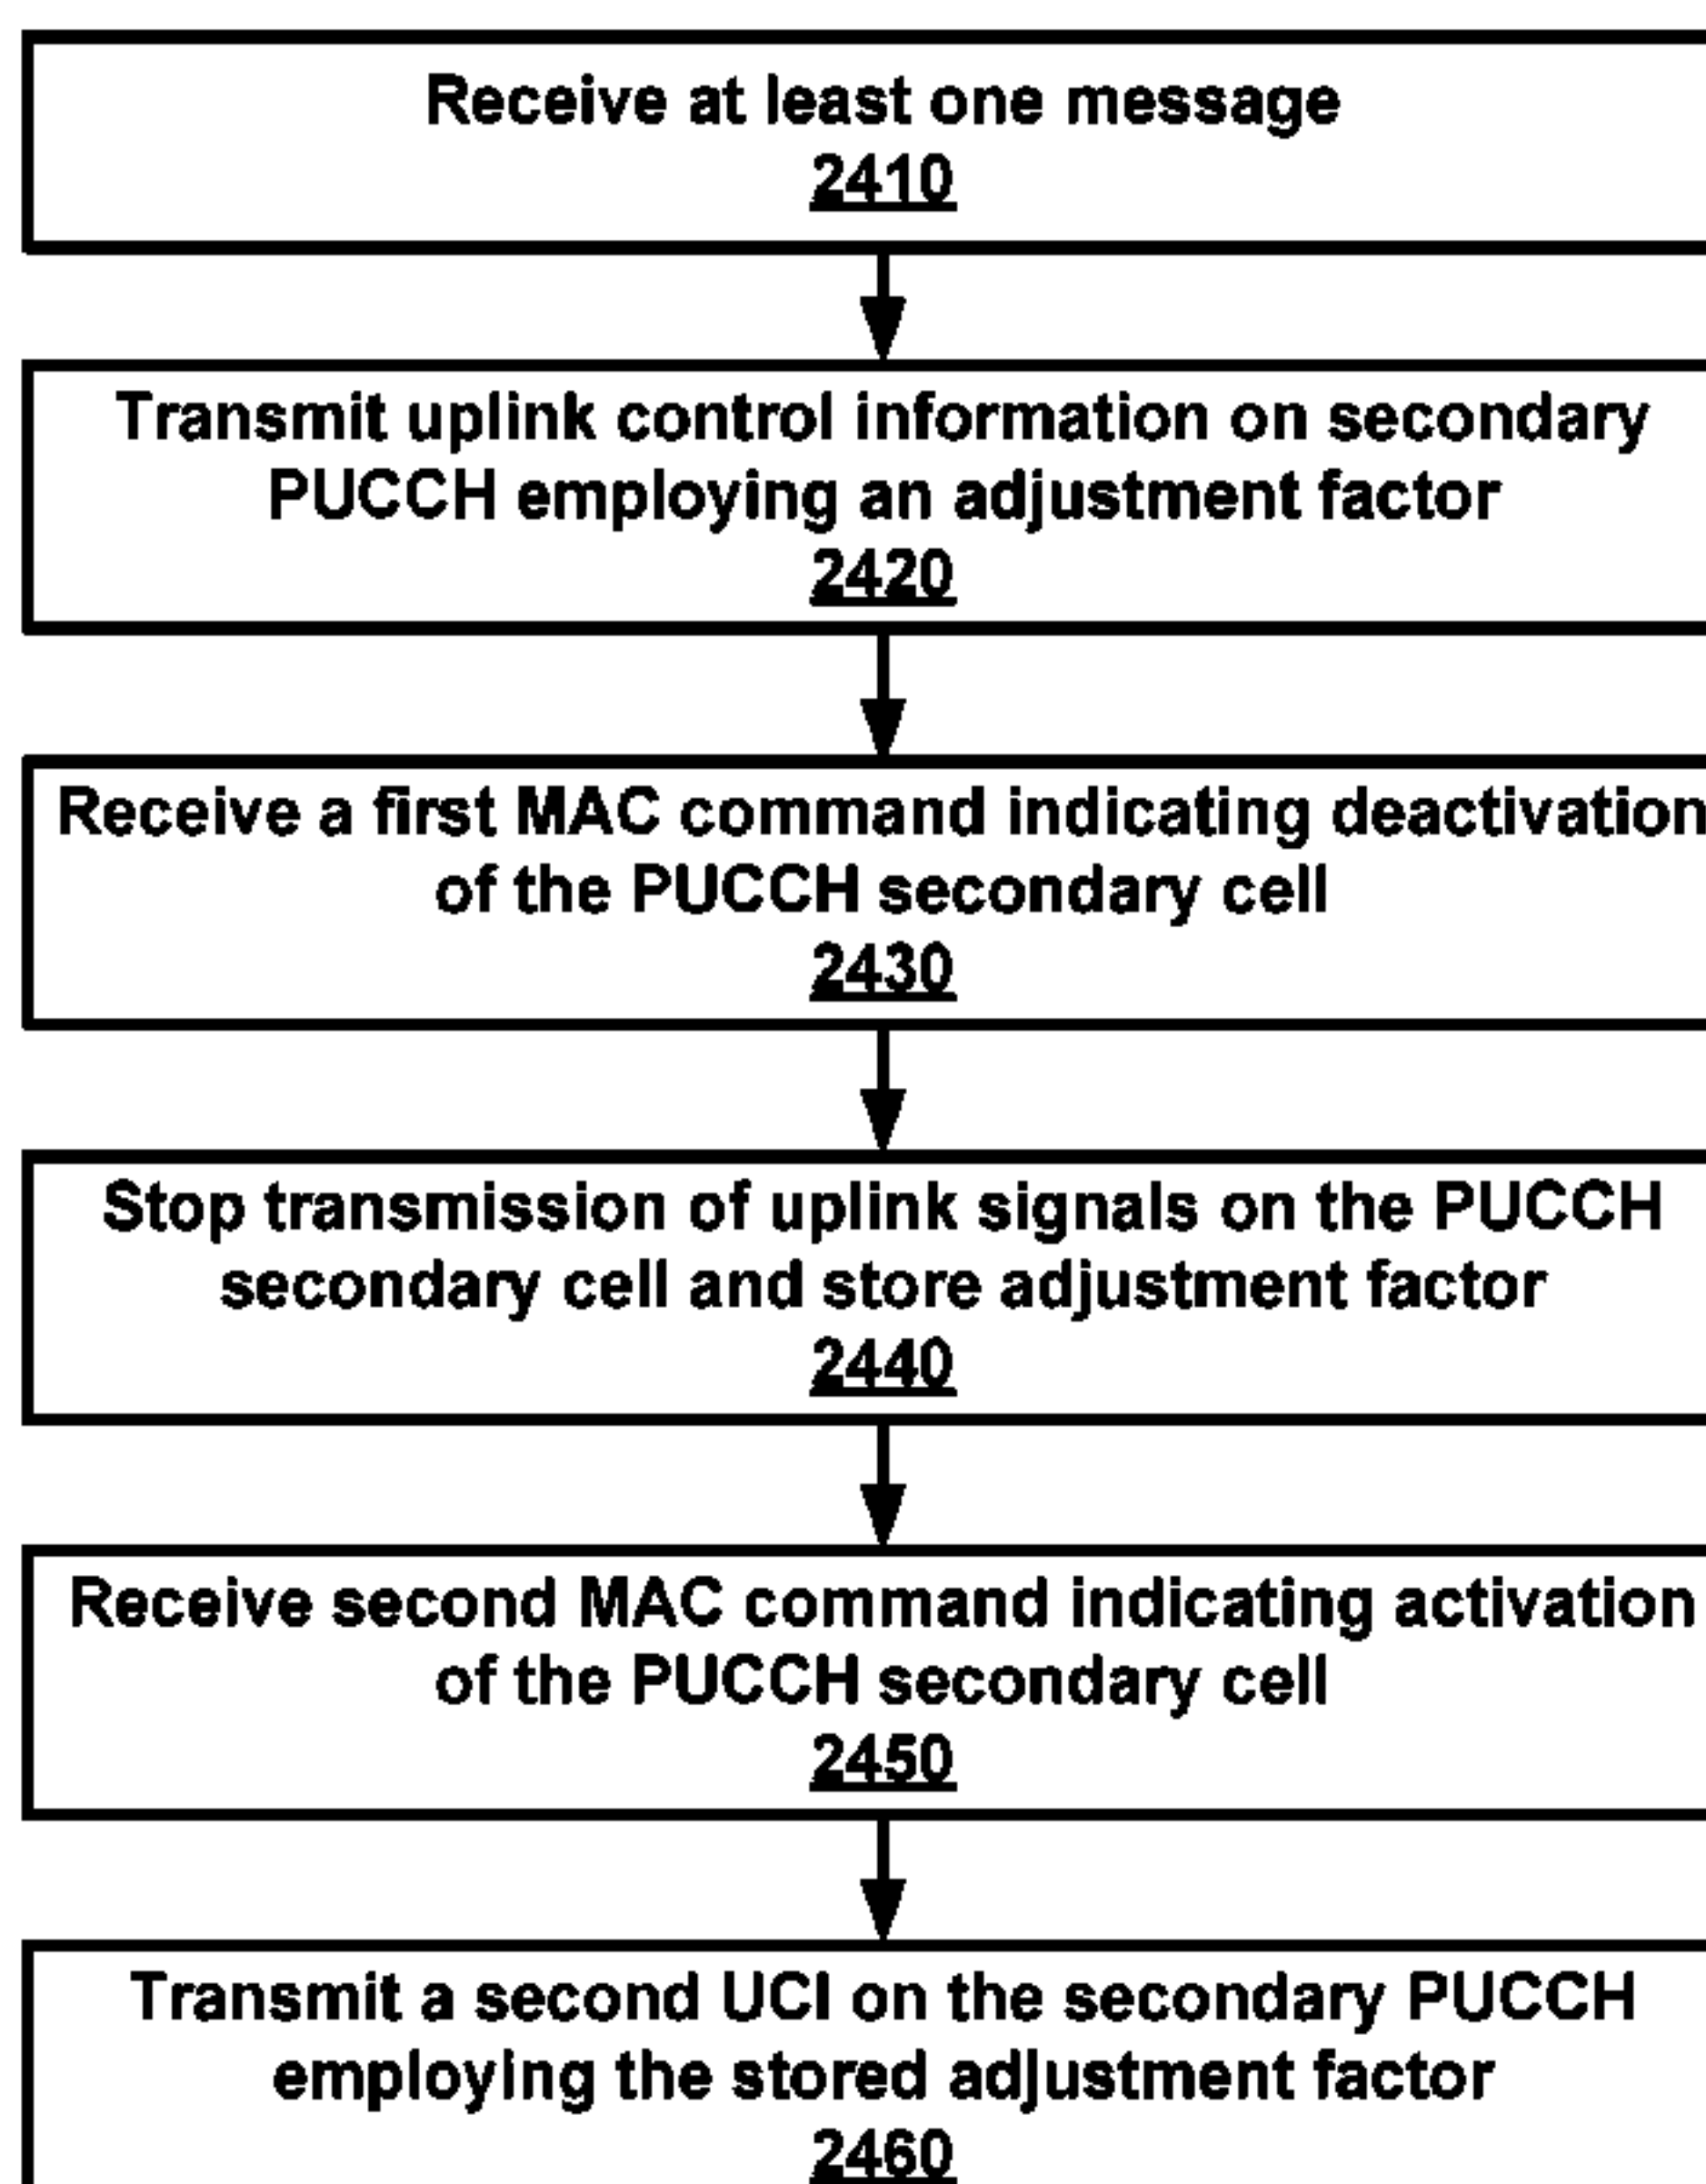 Receive at least one message
2410
Transmit uplink control information on secondary
PUCCH employing an adjustment factor
2420
Receive a first MAC command indicating deactivation
of the PUCCH secondary cell
2430
Stop transmission of uplink signals on the PUCCH
secondary cell and store adjustment factor
2440
Receive second MAC command indicating activation
of the PUCCH secondary cell
2450
Transmit a second UCI on the secondary PUCCH
employing the stored adjustment factor
2460